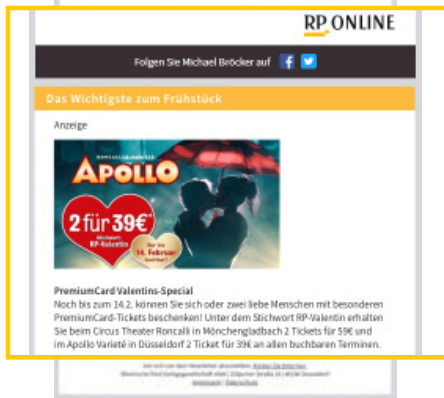 RP ONLINE
Folgen Sie Michael Bröcker auf
Das Wichtigste zum Frühstück
Anzeige
APOLLO
2 für 39€*
Stichwort
RP-Valentin
Nur bis
14. Februar
PremiumCard Valentins-Special
Noch bis zum 14.2. können Sie sich oder zwei liebe Menschen mit besonderen
PremiumCard-Tickets beschenken! Unter dem Stichwort RP-Valentin erhalten
Sie beim Circus Theater Roncalli in Mönchengladbach 2 Tickets für 59€ und
im Apollo Varieté in Düsseldorf 2 Ticket für 39€ an allen buchbaren Terminen.